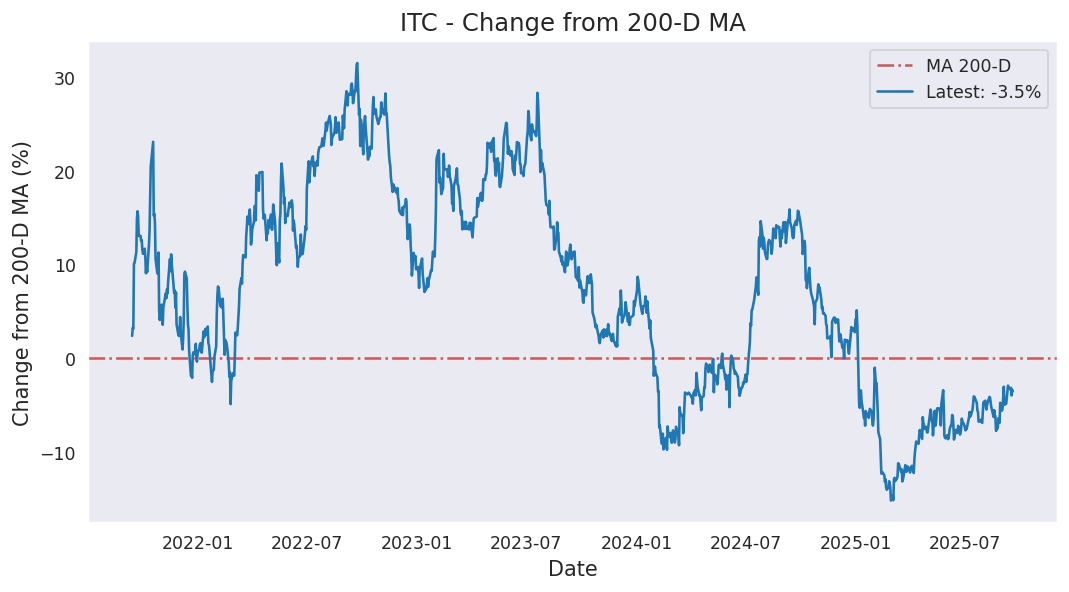 ITC - Change from 200-D MA
MA 200-D
Latest: -3.5%
Change from 200-D MA (%)
30
20
10
0
−10
2022-01
2022-07
2023-01
2023-07
2024-01
2024-07
2025-01
2025-07
Date